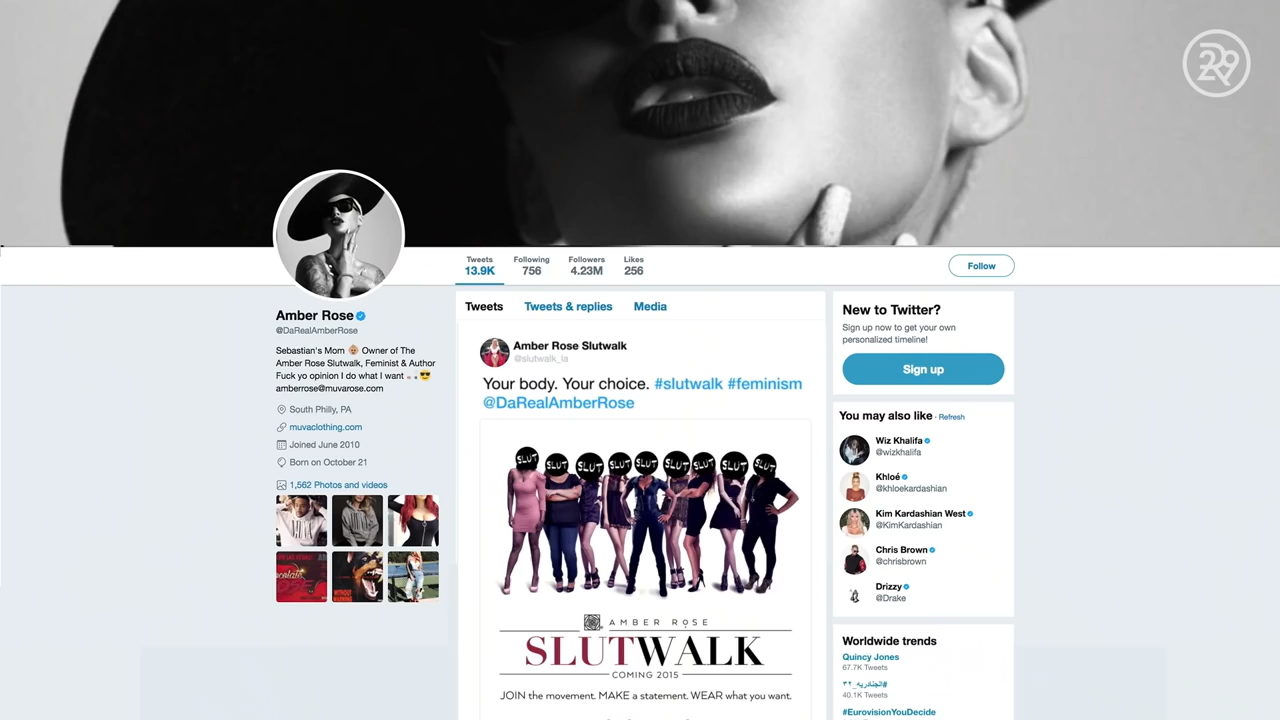 R29
Tweets
13.9K
Following
756
Followers
4.23M
Likes
256
Follow
Amber Rose
@DaRealAmberRose
Sebastian's Mom 👶🏼 Owner of The
Amber Rose Slutwalk, Feminist & Author
Fuck yo opinion I do what I want 😎
amberrose@muvarose.com
South Philly, PA
muvaclothing.com
Joined June 2010
Born on October 21
1,562 Photos and videos
WITHOUT
WARNING
Tweets
Tweets & replies
Media
Amber Rose Slutwalk
@slutwalk_la
Your body. Your choice. #slutwalk #feminism
@DaRealAmberRose
SLUT
SLUT
SLUT
SLUT
SLUT
SLUT
SLUT
SLUT
SLUT
AMBER ROSE
SLUTWALK
COMING 2015
JOIN the movement. MAKE a statement. WEAR what you want.
New to Twitter?
Sign up now to get your own
personalized timeline!
Sign up
You may also like · Refresh
Wiz Khalifa
@wizkhalifa
Khloé
@khloekardashian
Kim Kardashian West
@KimKardashian
Chris Brown
@chrisbrown
Drizzy
@Drake
Worldwide trends
Quincy Jones
67.7K Tweets
#الجنادريه_٣٢
40.1K Tweets
#EurovisionYouDecide